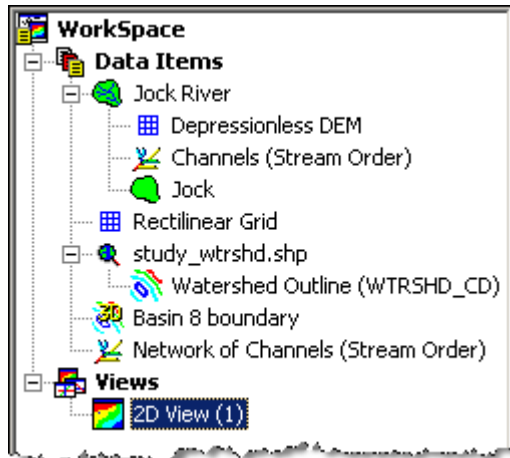 WorkSpace
Data Items
Jock River
Depressionless DEM
Channels (Stream Order)
Jock
Rectilinear Grid
study_wtrshd.shp
Watershed Outline (WTRSHD_CD)
Basin 8 boundary
Network of Channels (Stream Order)
Views
2D View (1)